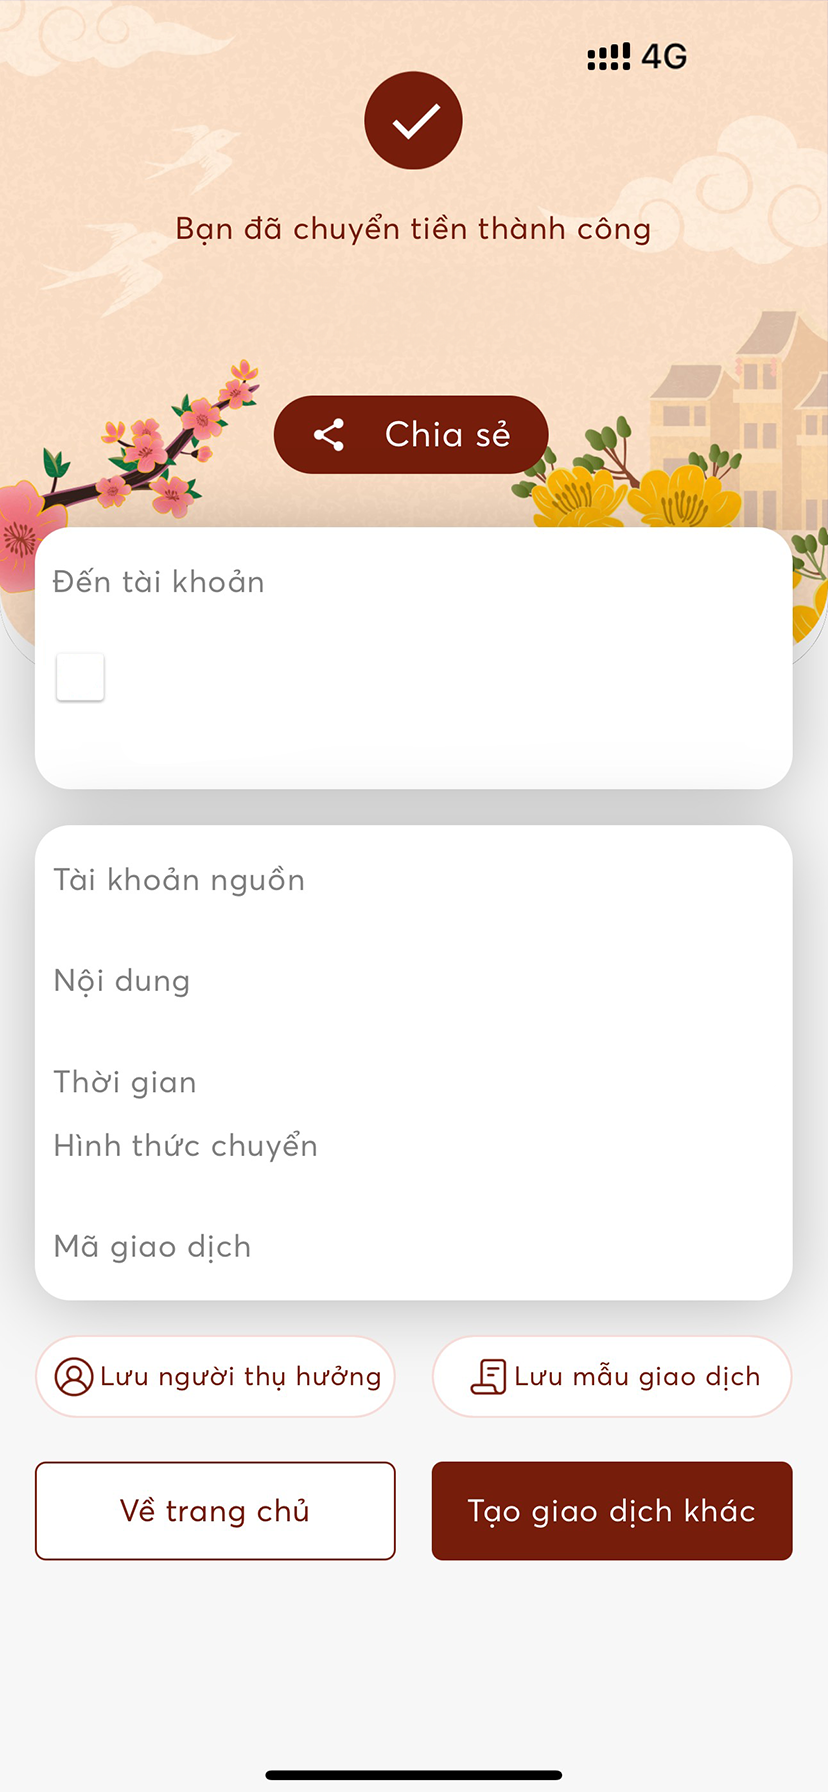 4G
Bạn đã chuyển tiền thành công
Chia sẻ
Đến tài khoản
Tài khoản nguồn
Nội dung
Thời gian
Hình thức chuyển
Mã giao dịch
Lưu người thụ hưởng
Lưu mẫu giao dịch
Về trang chủ
Tạo giao dịch khác